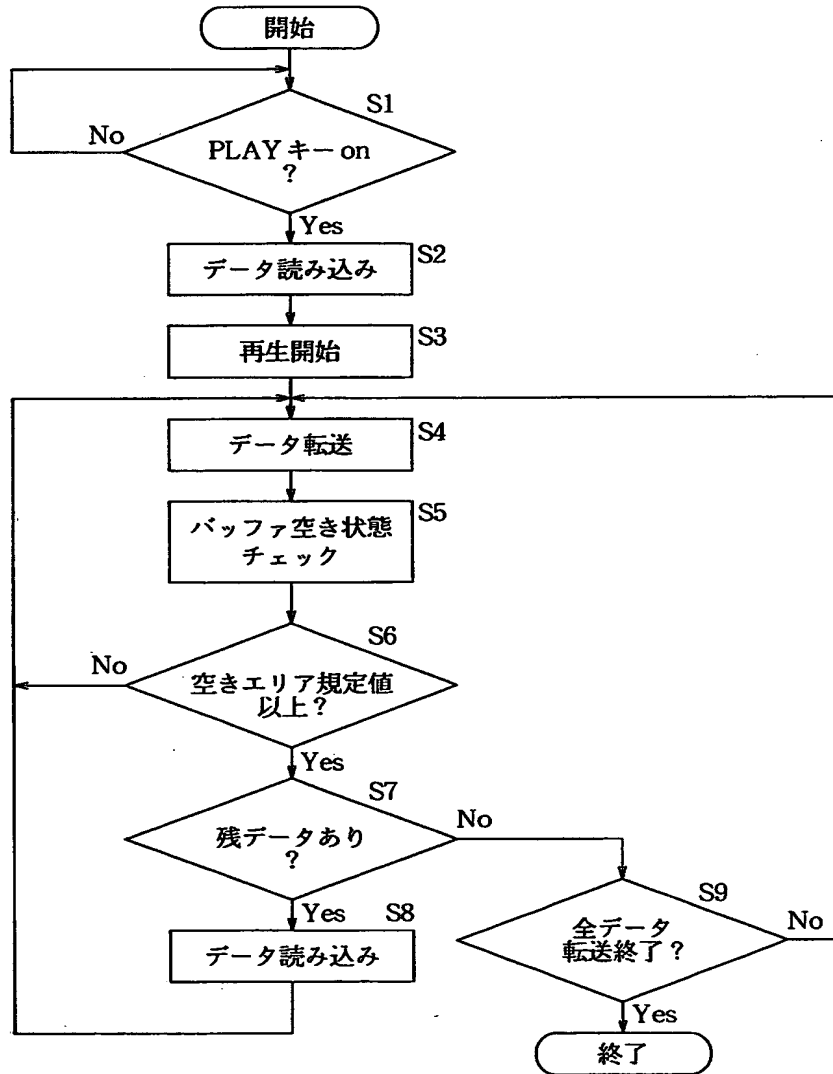 開始
S1
No
PLAYキーon
?
Yes
データ読み込み
S2
再生開始
S3
データ転送
S4
バッファ空き状態
チェック
S5
S6
No
空きエリア規定値
以上?
Yes
S7
残データあり
?
No
Yes
S8
データ読み込み
S9
全データ
転送終了?
No
Yes
終了